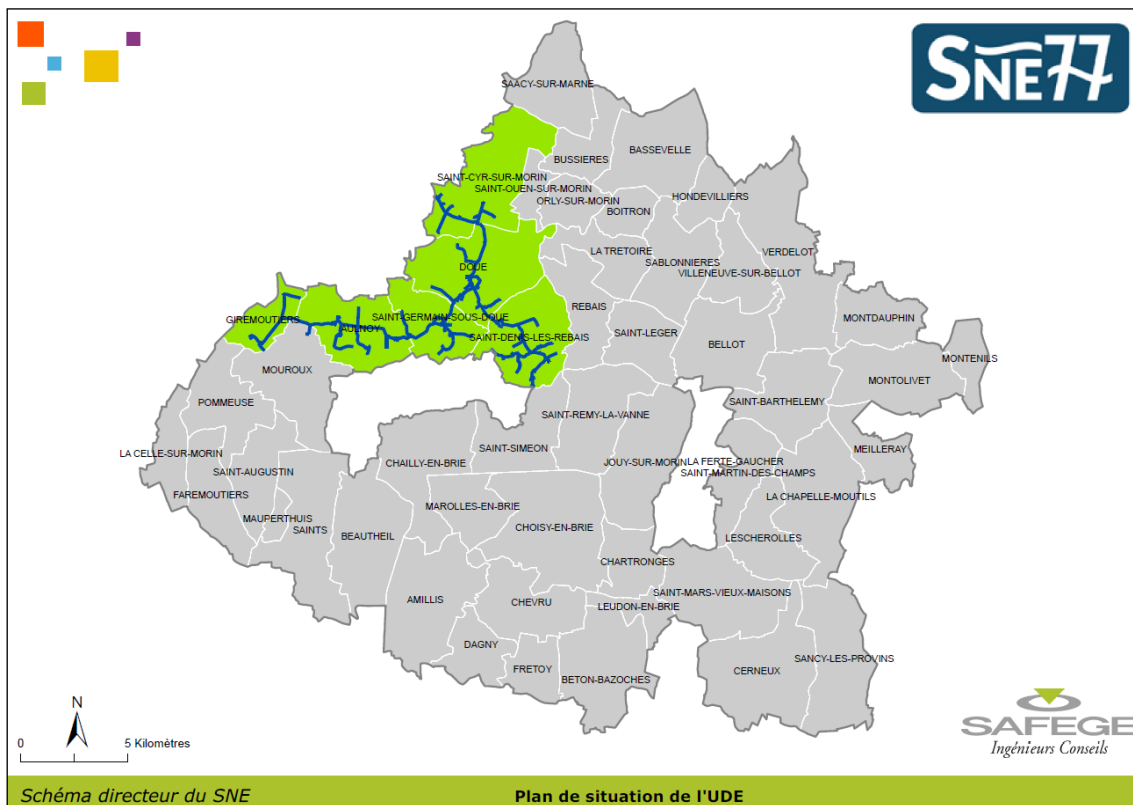 SNE77
SAACY-SUR-MARNE
BUSSIERES
BASSEVELLE
SAINT-CYR-SUR-MORIN
SAINT-OUEN-SUR-MORIN
ORLY-SUR-MORIN
HONDEVILLIERS
BOITRON
LA TRETOIRE
VERDELOT
SABLONNIERES
DOUE
VILLENEUVE-SUR-BELLOT
REBAIS
GIREMOUTIERS
SAINT-GERMAIN-SOUS-DOUE
MONTDAUPHIN
AULNOY
SAINT-LEGER
SAINT-DENIS-LES-REBAIS
BELLOT
MONTENILS
MOUROUX
MONTOLIVET
POMMEUSE
SAINT-BARTHELEMY
SAINT-REMY-LA-VANNE
LA CELLE-SUR-MORIN
SAINT-SIMEON
MEILLERAY
CHAILLY-EN-BRIE
JOUY-SUR-MORIN
LA FERTE-GAUCHER
SAINT-AUGUSTIN
SAINT-MARTIN-DES-CHAMPS
FAREMOUTIERS
LA CHAPELLE-MOUTILS
MAROLLES-EN-BRIE
MAUPERTHUIS
CHOISY-EN-BRIE
SAINTS
BEAUTHEIL
LESCHEROLLES
CHARTRONGES
SAINT-MARS-VIEUX-MAISONS
AMILLIS
CHEVRU
LEUDON-EN-BRIE
DAGNY
SANCY-LES-PROVINS
FRETOY
CERNEUX
BETON-BAZOCHES
N
0 5 Kilomètres
SAFEGE
Ingénieurs Conseils
Schéma directeur du SNE
Plan de situation de l'UDE